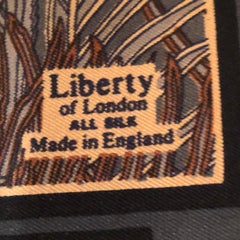 Liberty
of London
ALL SILK
Made in England